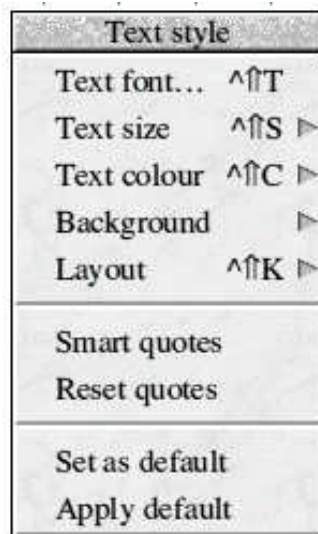 Text style
Text font... ^⇑T
Text size ^⇑S
Text colour ^⇑C
Background
Layout ^⇑K
Smart quotes
Reset quotes
Set as default
Apply default